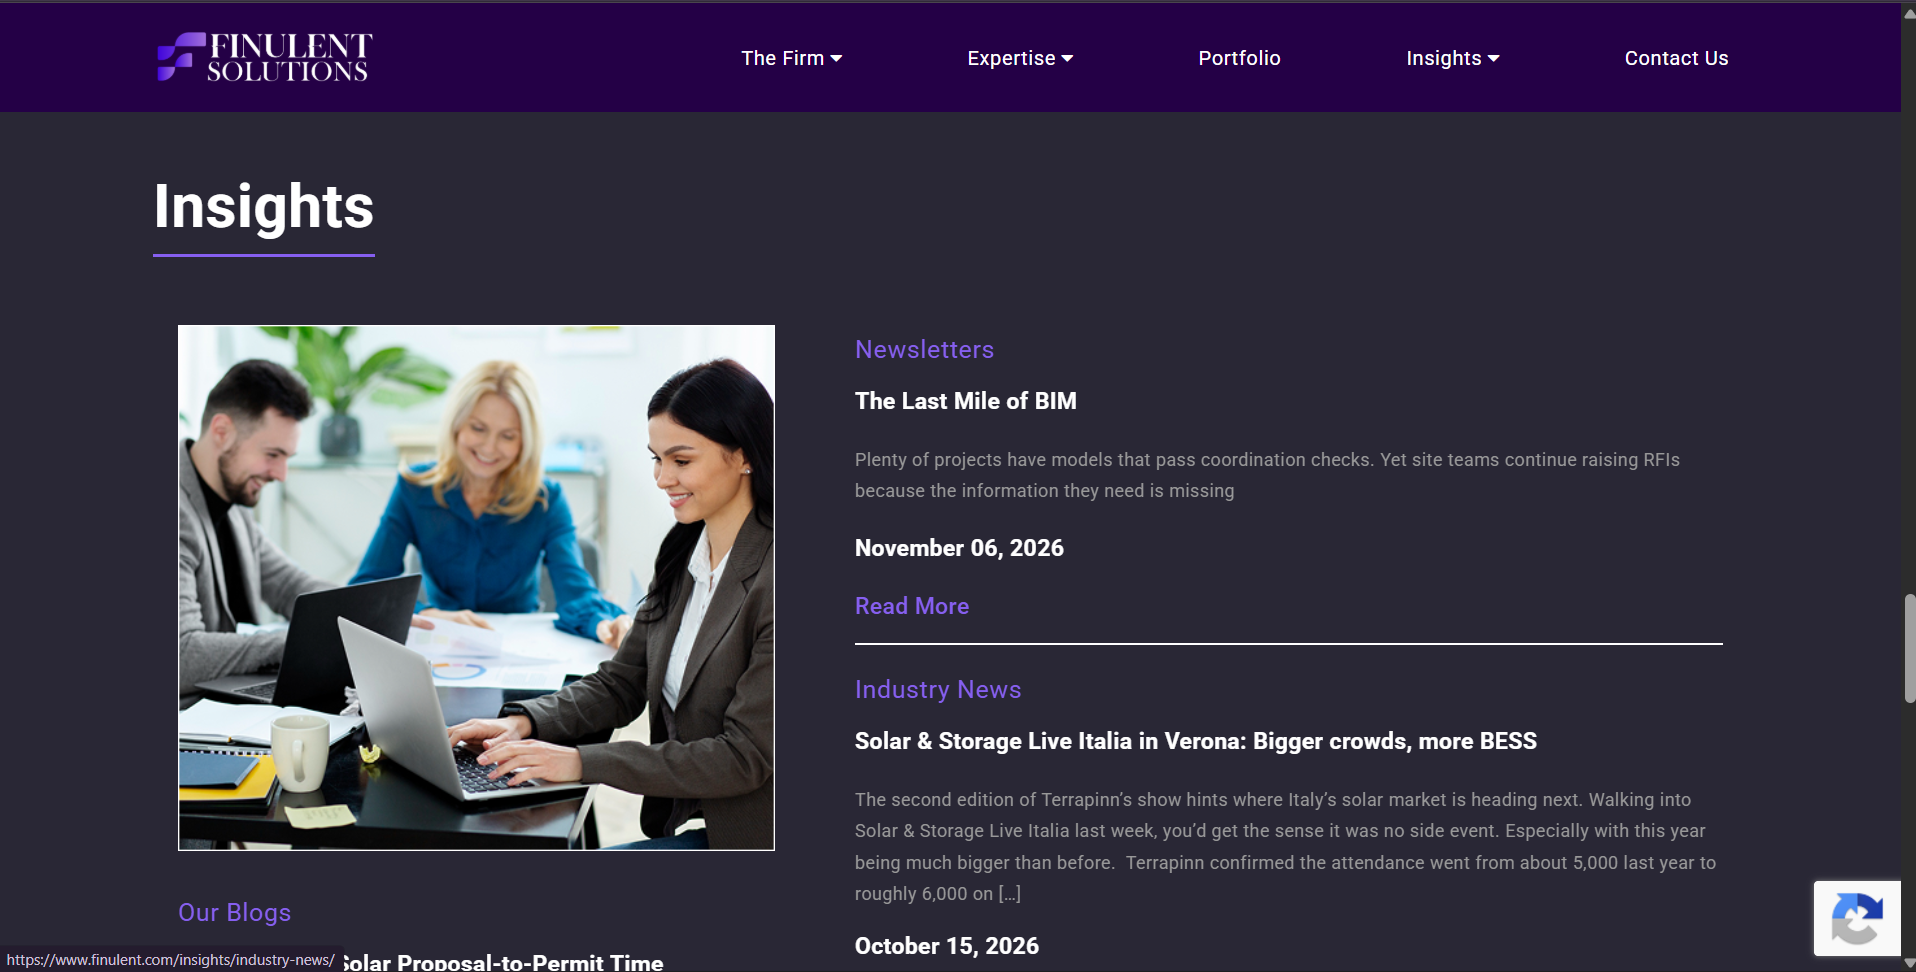 FINULENT
SOLUTIONS
The Firm
Expertise
Portfolio
Insights
Contact Us
Insights
Newsletters
The Last Mile of BIM
Plenty of projects have models that pass coordination checks. Yet site teams continue raising RFIs
because the information they need is missing
November 06, 2026
Read More
Industry News
Solar & Storage Live Italia in Verona: Bigger crowds, more BESS
The second edition of Terrapinn’s show hints where Italy’s solar market is heading next. Walking into
Solar & Storage Live Italia last week, you’d get the sense it was no side event. Especially with this year
being much bigger than before.  Terrapinn confirmed the attendance went from about 5,000 last year to
roughly 6,000 on […]
October 15, 2026
Our Blogs
Solar Proposal-to-Permit Time
https://www.finulent.com/insights/industry-news/